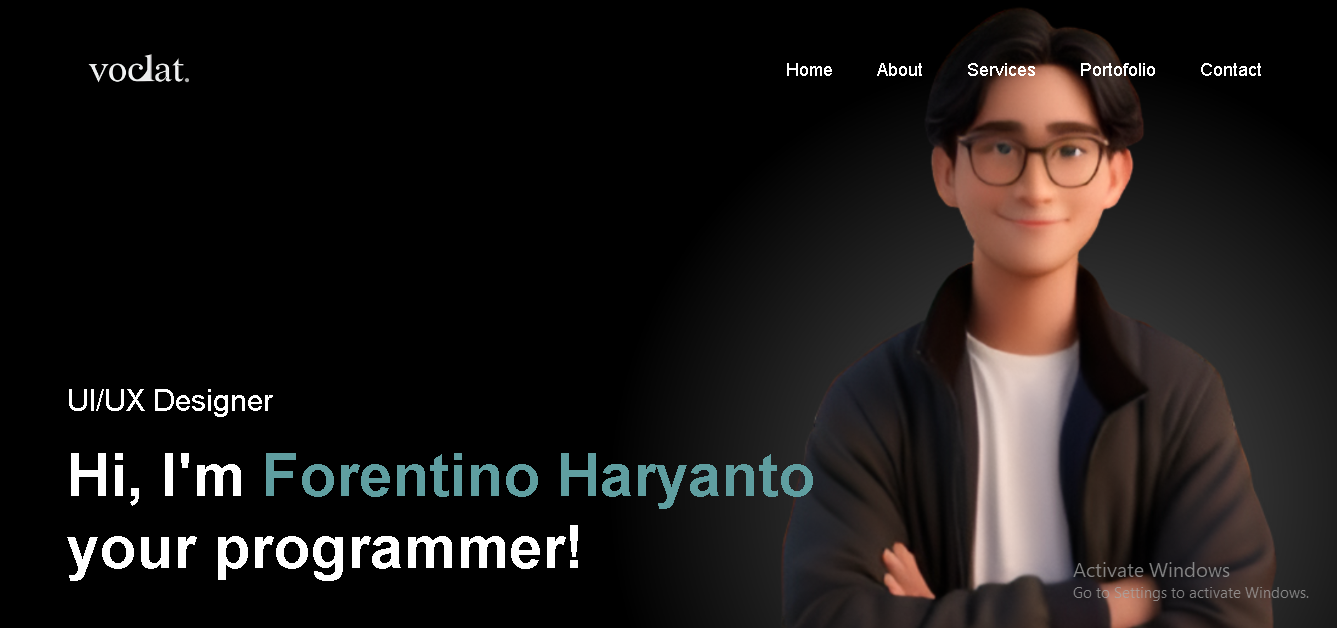 voclat.
Home About Services Portofolio Contact
UI/UX Designer
Hi, I'm Forentino Haryanto
your programmer!
Activate Windows
Go to Settings to activate Windows.